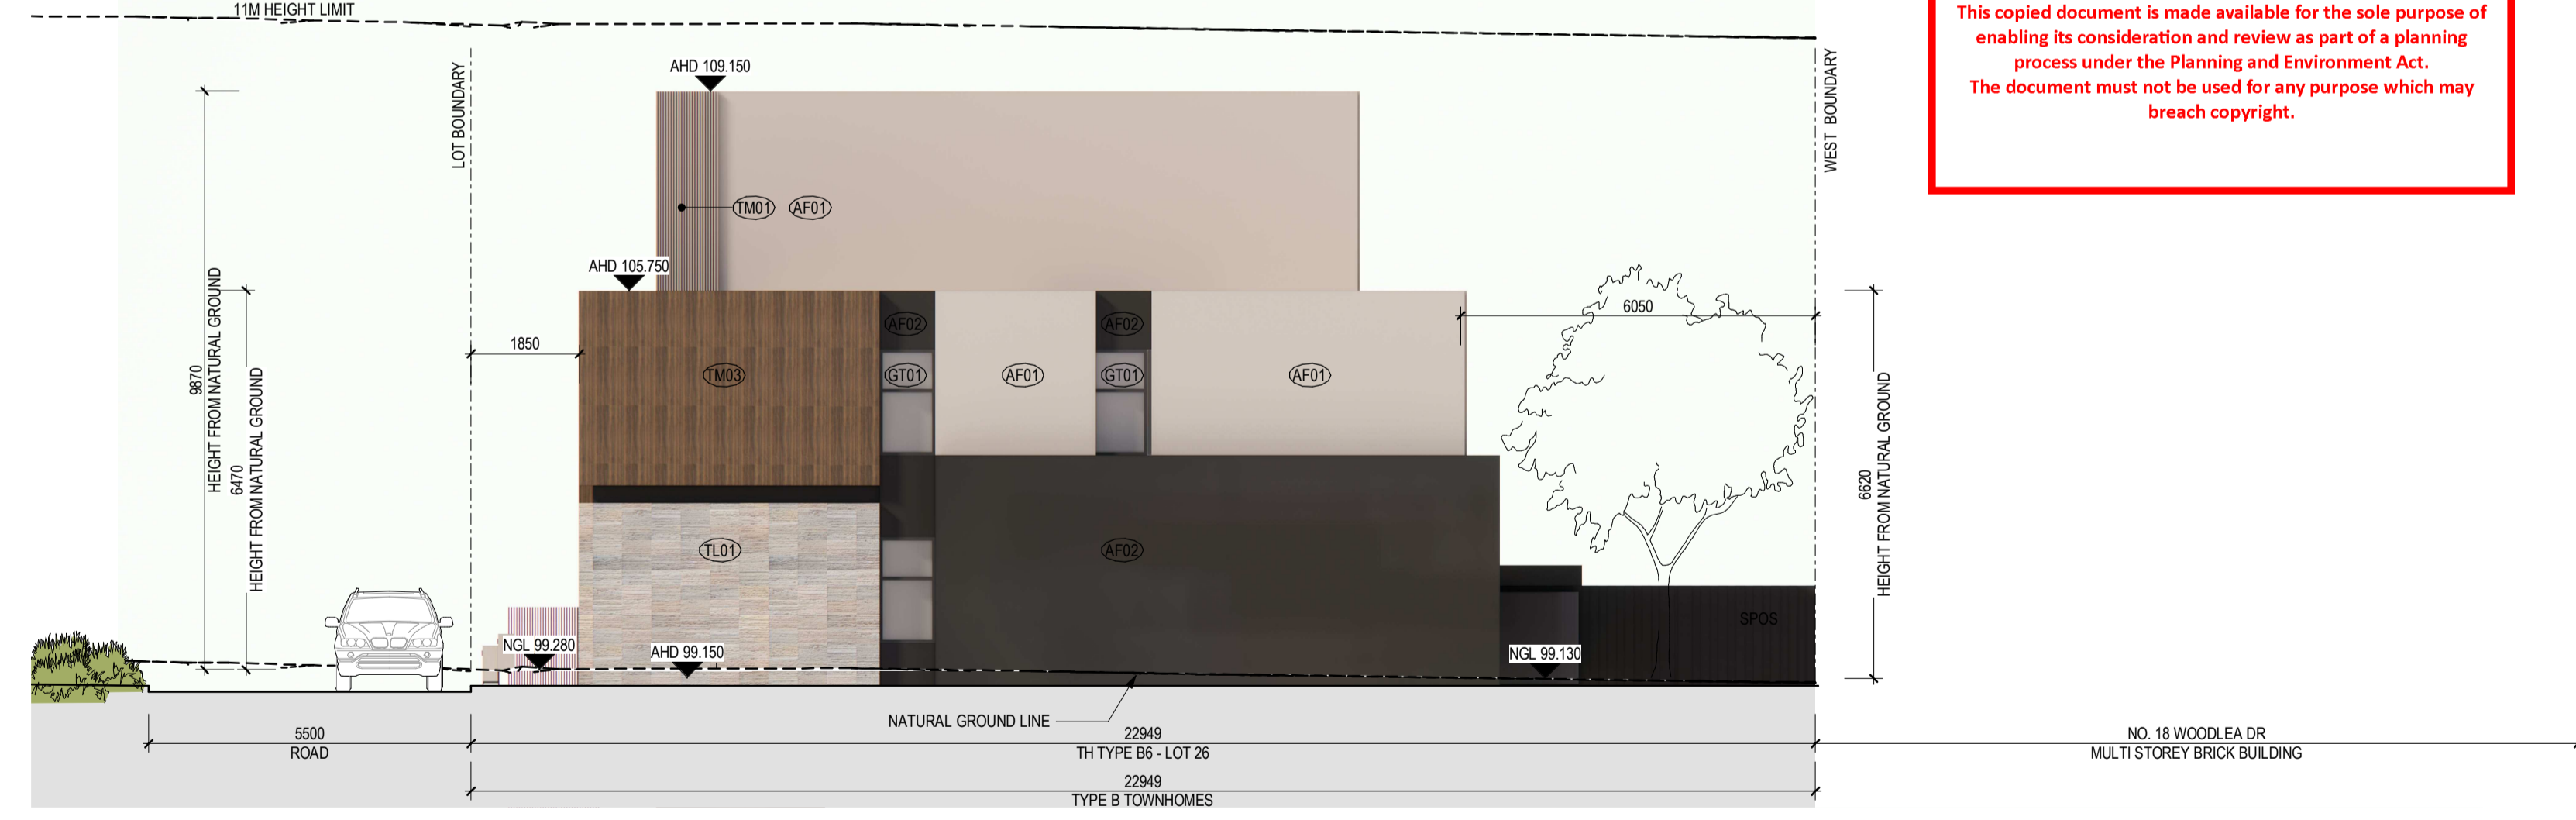 11M HEIGHT LIMIT
This copied document is made available for the sole purpose of
enabling its consideration and review as part of a planning
process under the Planning and Environment Act.
The document must not be used for any purpose which may
breach copyright.
LOT BOUNDARY
WEST BOUNDARY
AHD 109.150
TM01
AF01
AHD 105.750
9870
HEIGHT FROM NATURAL GROUND
6470
HEIGHT FROM NATURAL GROUND
1850
6050
AF02
AF02
TM03
GT01
AF01
GT01
AF01
6620
HEIGHT FROM NATURAL GROUND
TL01
AF02
SPOS
NGL 99.280
AHD 99.150
NGL 99.130
NATURAL GROUND LINE
5500
ROAD
22949
TH TYPE B6 - LOT 26
NO. 18 WOODLEA DR
MULTI STOREY BRICK BUILDING
22949
TYPE B TOWNHOMES